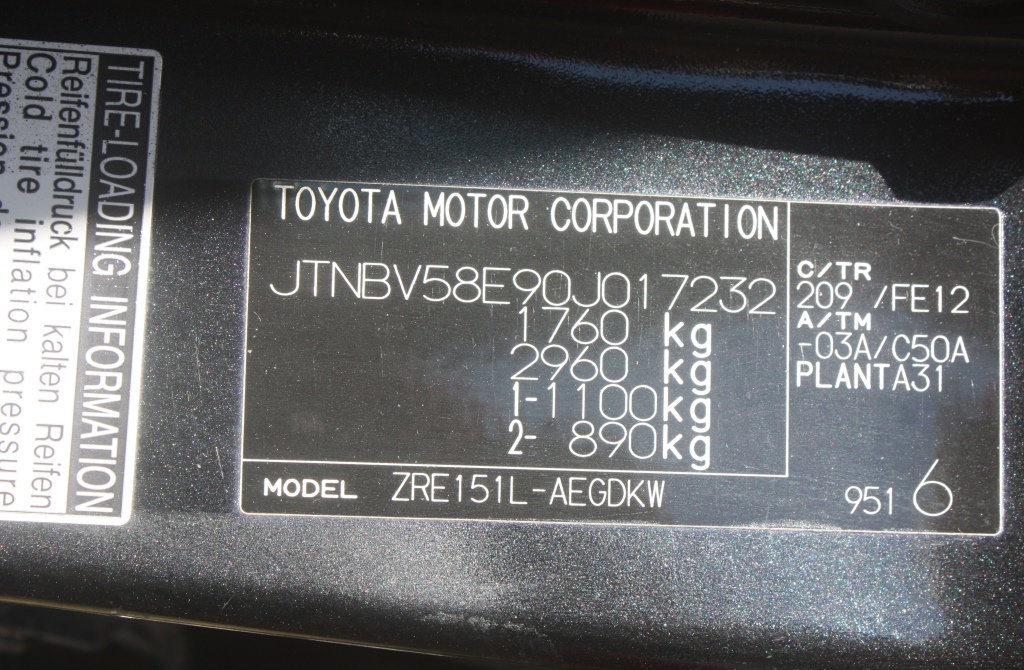 TIRE-LOADING INFORMATION
Reifenfülldruck bei kalten Reifen
Cold tire inflation pressure
TOYOTA MOTOR CORPORATION
JTNBV58E90J017232
1760 kg
2960 kg
1-1100kg
2- 890kg
C/TR
209 /FE12
A/TM
-03A/C50A
PLANTA31
MODEL ZRE151L-AEGDKW
951 6